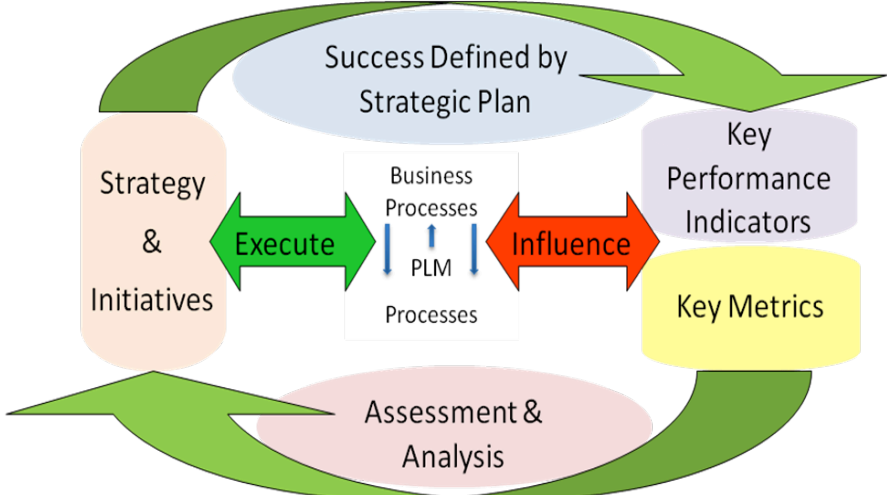 Success Defined by
Strategic Plan
Strategy
&
Initiatives
Execute
Business
Processes
PLM
Processes
Influence
Key
Performance
Indicators
Key Metrics
Assessment &
Analysis